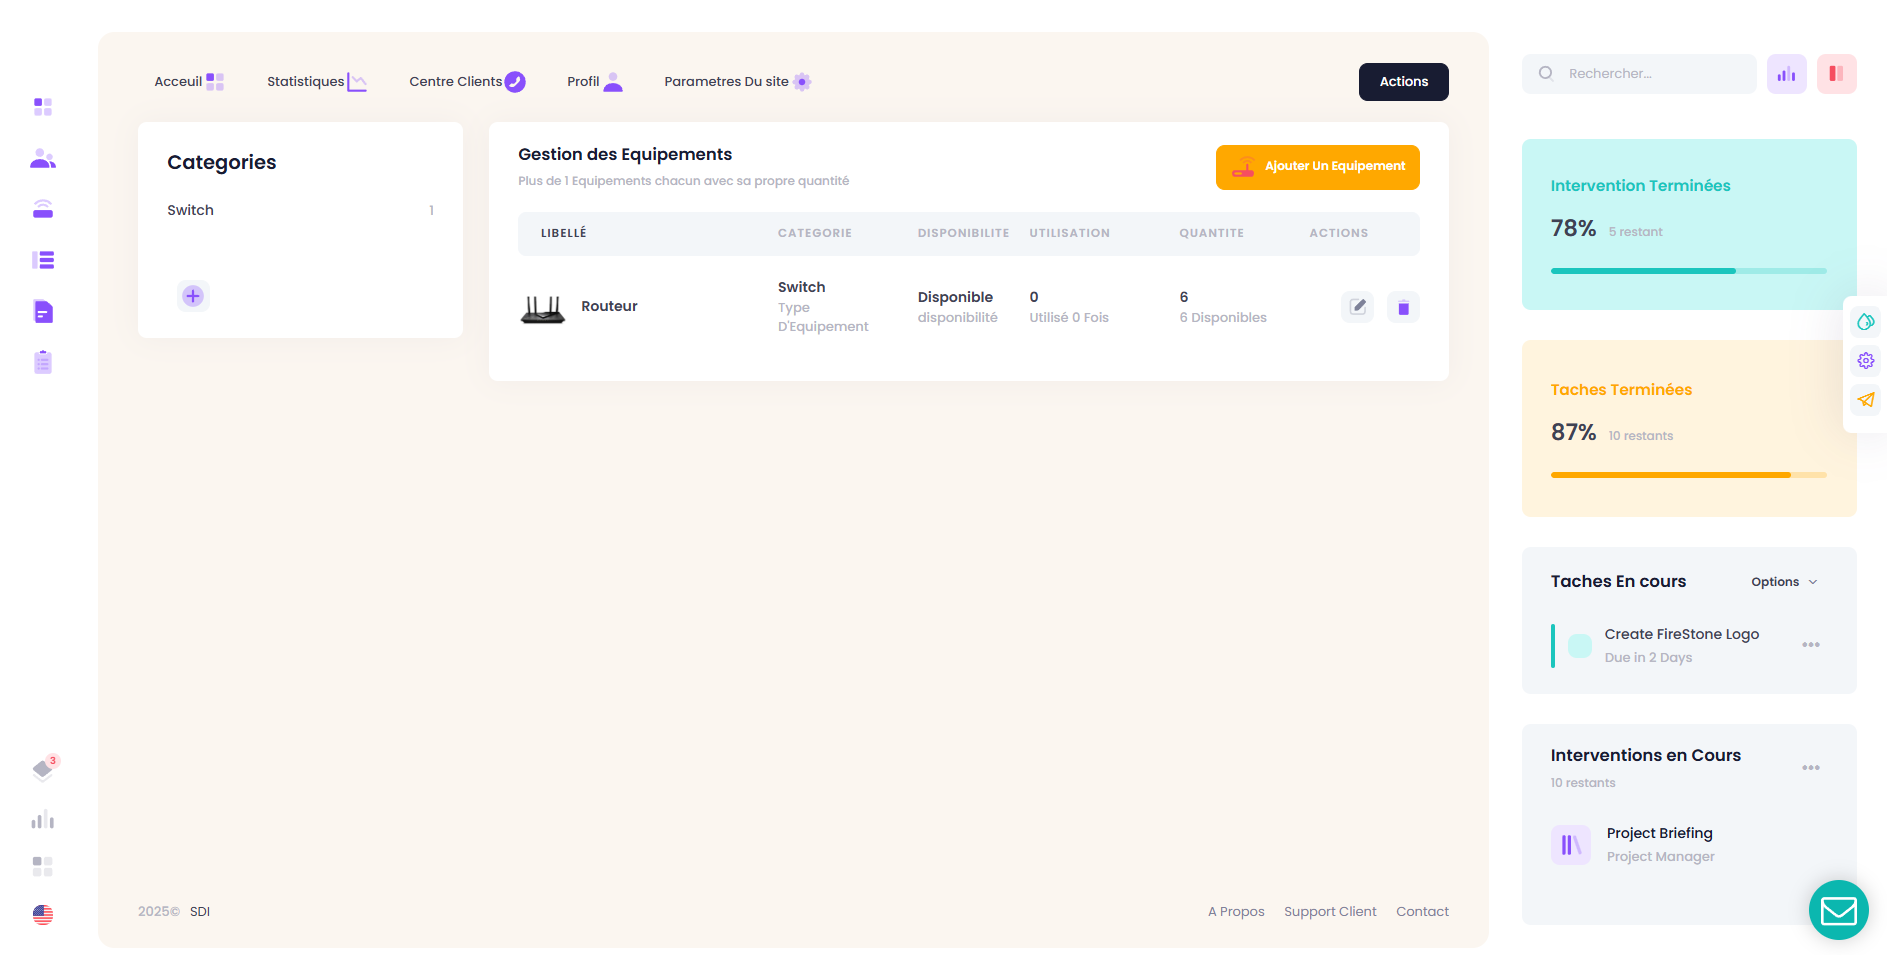 Acceuil
Statistiques
Centre Clients
Profil
Parametres Du site
Actions
Rechercher...
Categories
Switch
1
Gestion des Equipements
Plus de 1 Equipements chacun avec sa propre quantité
Ajouter Un Equipement
LIBELLÉ CATEGORIE DISPONIBILITE UTILISATION QUANTITE ACTIONS
Routeur
Switch
Type
D'Equipement
Disponible
disponibilité
0
Utilisé 0 Fois
6
6 Disponibles
Intervention Terminées
78% 5 restant
Taches Terminées
87% 10 restants
Taches En cours
Options
Create FireStone Logo
Due in 2 Days
Interventions en Cours
10 restants
Project Briefing
Project Manager
3
2025© SDI
A Propos
Support Client
Contact